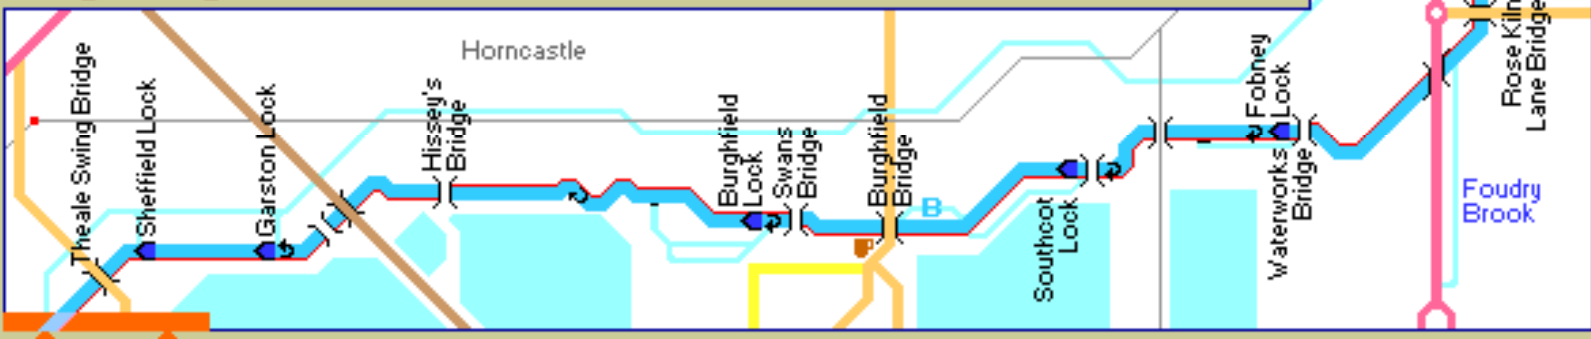 Horncastle
Theale Swing Bridge
Sheffield Lock
Garston Lock
Hissey's
Bridge
Burghfield
Lock
Swans
Bridge
Burghfield
Bridge
B
Southcot
Lock
Fobney
Lock
Waterworks
Bridge
Foudry
Brook
Rose Kiln
Lane Bridge